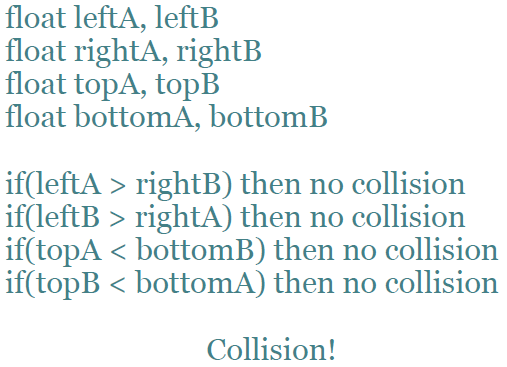 float leftA, leftB
float rightA, rightB
float topA, topB
float bottomA, bottomB
if(leftA > rightB) then no collision
if(leftB > rightA) then no collision
if(topA < bottomB) then no collision
if(topB < bottomA) then no collision
Collision!